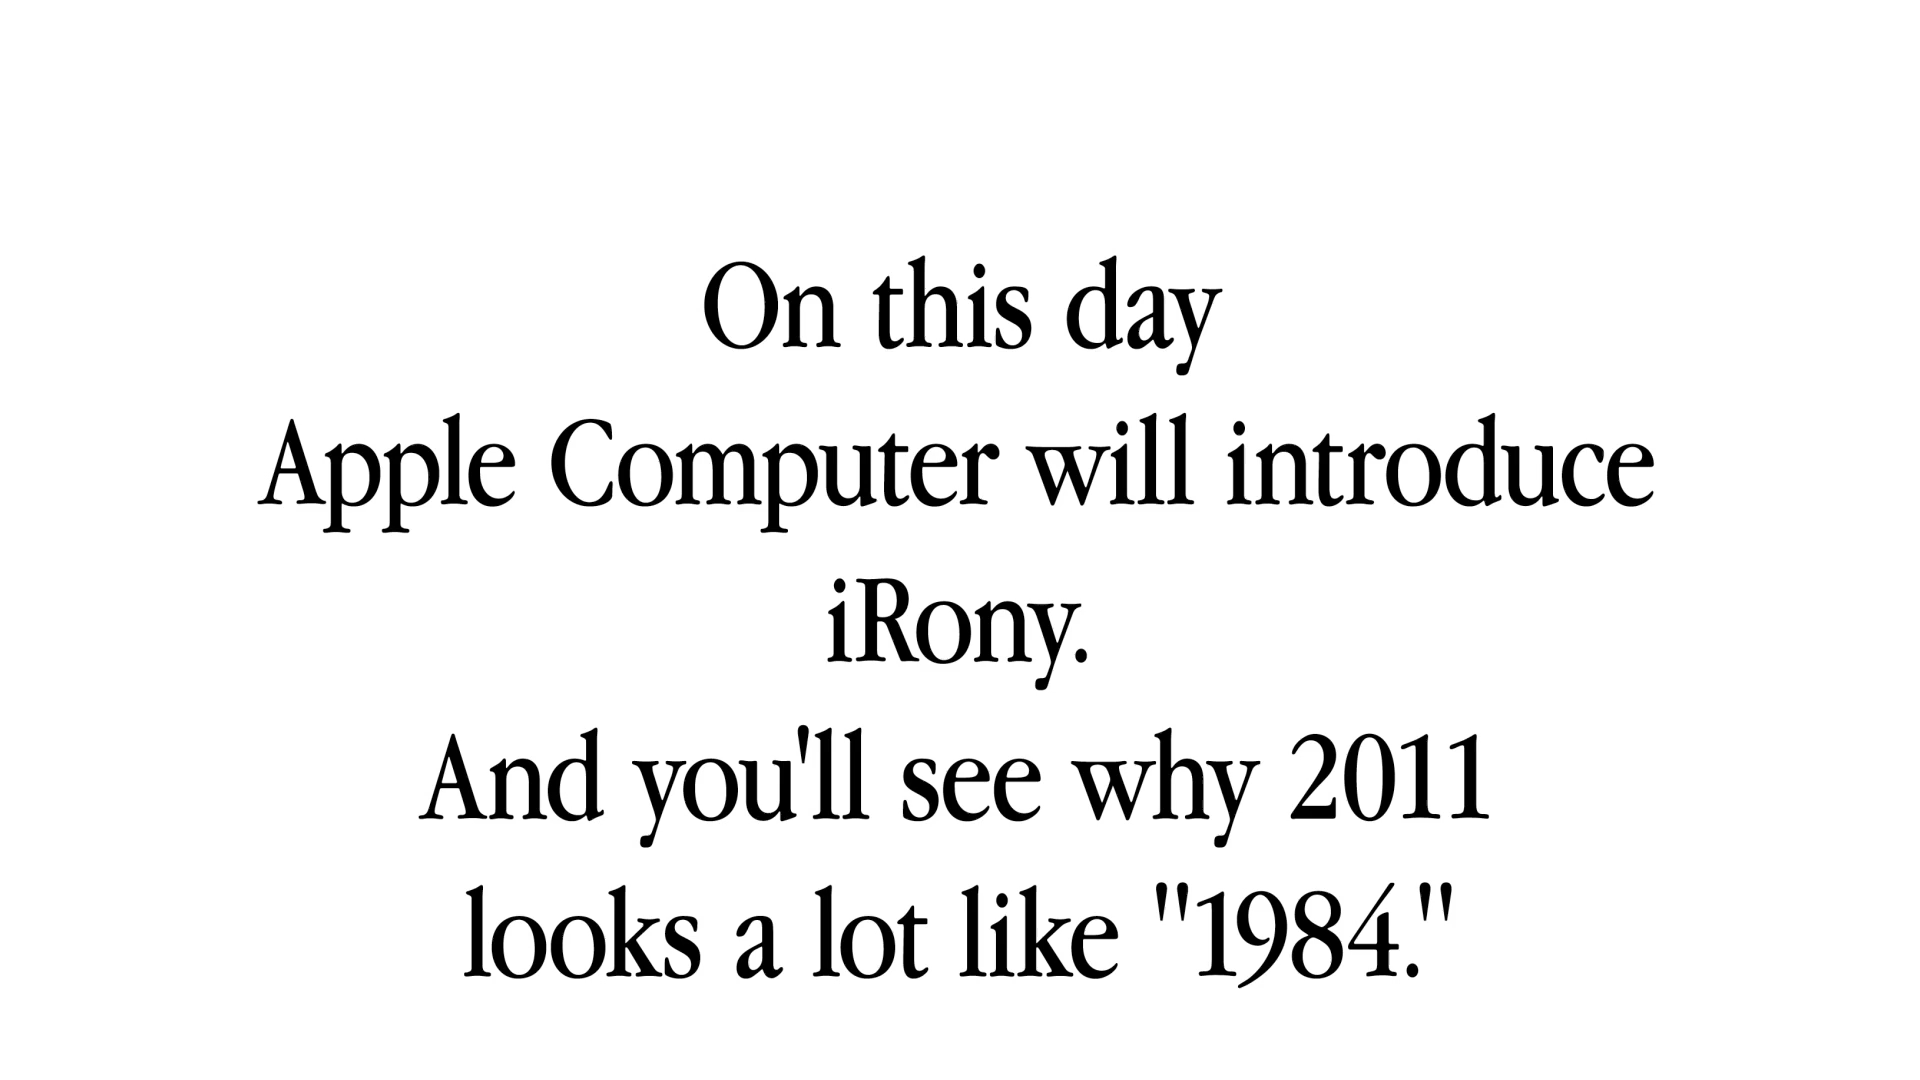 On this day
Apple Computer will introduce
iRony.
And you'll see why 2011
looks a lot like "1984."